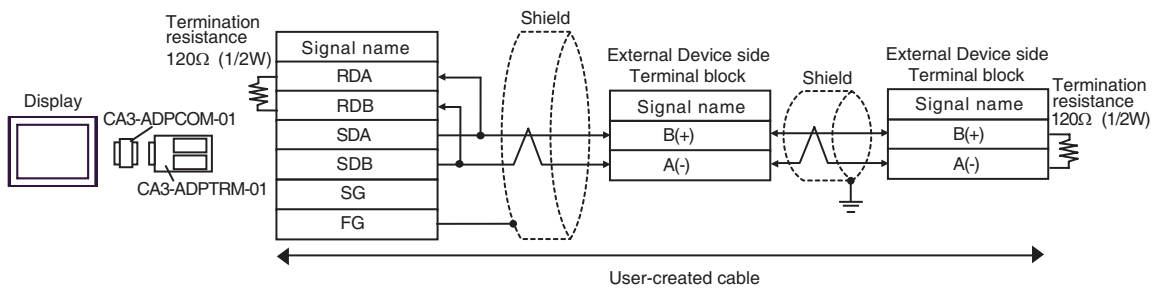 Display
CA3-ADPCOM-01
CA3-ADPTRM-01
Termination
resistance
120Ω (1/2W)
Signal name
RDA
RDB
SDA
SDB
SG
FG
Shield
External Device side
Terminal block
Signal name
B(+)
A(-)
Shield
External Device side
Terminal block
Signal name
B(+)
A(-)
Termination
resistance
120Ω (1/2W)
User-created cable